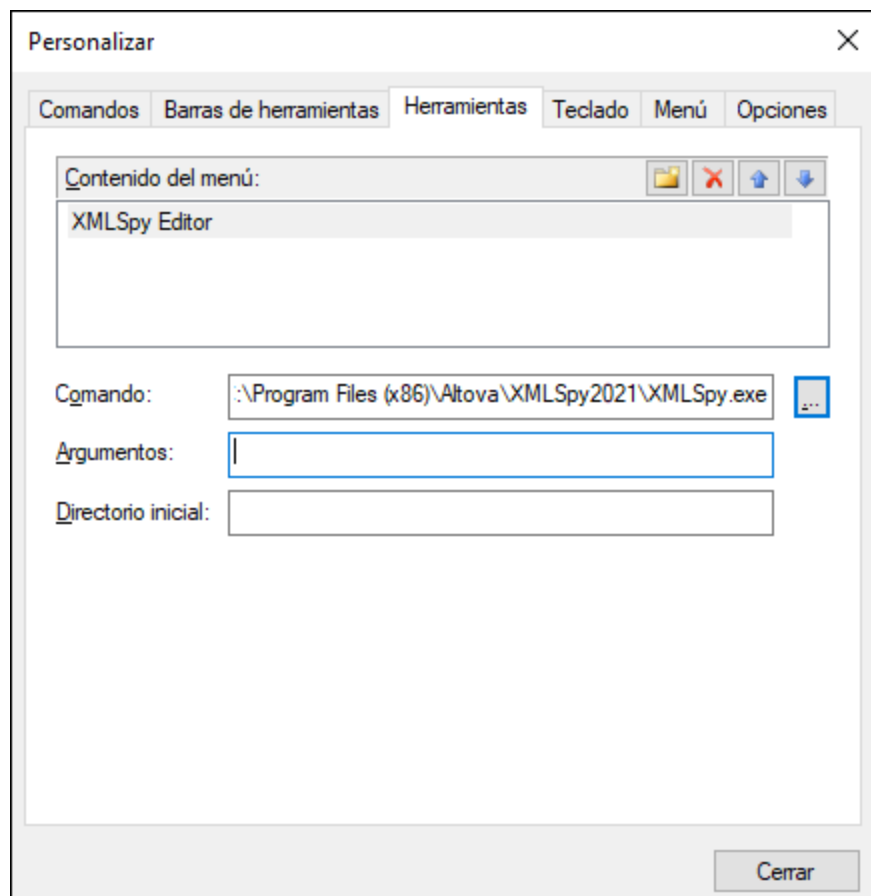 Personalizar
Comandos Barras de herramientas Herramientas Teclado Menú Opciones
Contenido del menú:
XMLSpy Editor
Comando: :\Program Files (x86)\Altova\XMLSpy2021\XMLSpy.exe ...
Argumentos:
Directorio inicial:
Cerrar